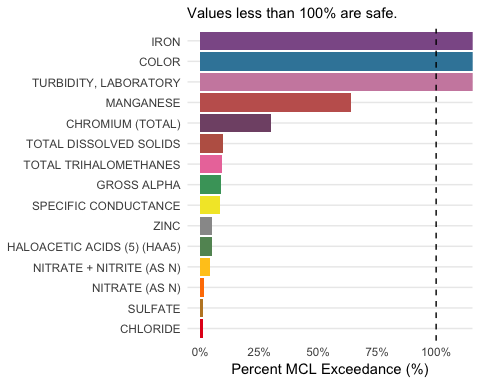 Values less than 100% are safe.
IRON
COLOR
TURBIDITY, LABORATORY
MANGANESE
CHROMIUM (TOTAL)
TOTAL DISSOLVED SOLIDS
TOTAL TRIHALOMETHANES
GROSS ALPHA
SPECIFIC CONDUCTANCE
ZINC
HALOACETIC ACIDS (5) (HAA5)
NITRATE + NITRITE (AS N)
NITRATE (AS N)
SULFATE
CHLORIDE
0% 25% 50% 75% 100%
Percent MCL Exceedance (%)